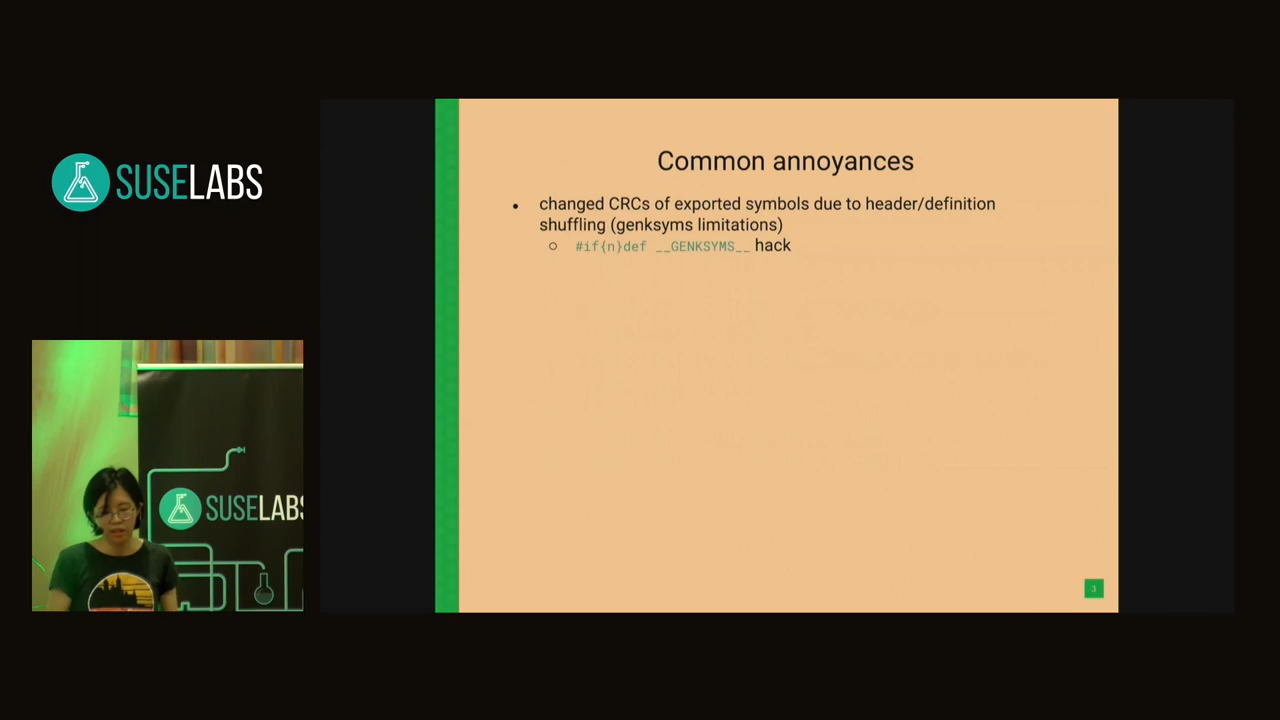 SUSELABS
Common annoyances
• changed CRCs of exported symbols due to header/definition
shuffling (genksyms limitations)
○ #if{n}def __GENKSYMS__ hack
SUSELABS
3